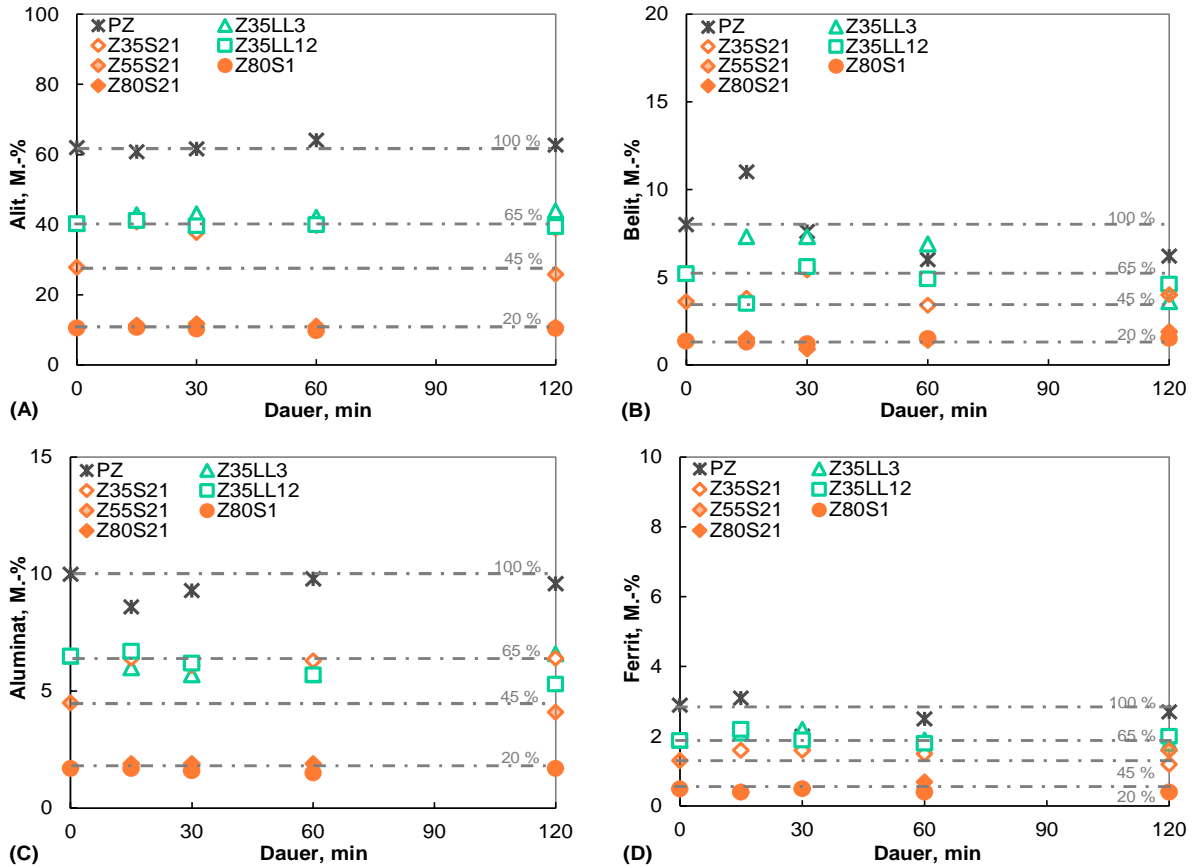 100
80
60
40
20
0
Alit, M.-%
PZ
Z35LL3
Z35S21
Z35LL12
Z55S21
Z80S1
Z80S21
100 %
65 %
45 %
20 %
0 30 60 90 120
Dauer, min
(A)
20
15
10
5
0
Belit, M.-%
PZ
Z35LL3
Z35S21
Z35LL12
Z55S21
Z80S1
Z80S21
100 %
65 %
45 %
20 %
0 30 60 90 120
Dauer, min
(B)
15
10
5
0
Aluminat, M.-%
PZ
Z35LL3
Z35S21
Z35LL12
Z55S21
Z80S1
Z80S21
100 %
65 %
45 %
20 %
0 30 60 90 120
Dauer, min
(C)
10
8
6
4
2
0
Ferrit, M.-%
PZ
Z35LL3
Z35S21
Z35LL12
Z55S21
Z80S1
Z80S21
100 %
65 %
45 %
20 %
0 30 60 90 120
Dauer, min
(D)